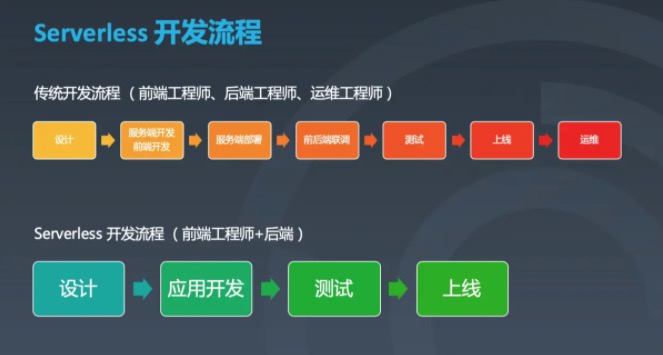 Serverless 开发流程
传统开发流程（前端工程师、后端工程师、运维工程师）
设计
服务端开发
前端开发
服务端部署
前后端联调
测试
上线
运维
Serverless 开发流程（前端工程师+后端）
设计
应用开发
测试
上线